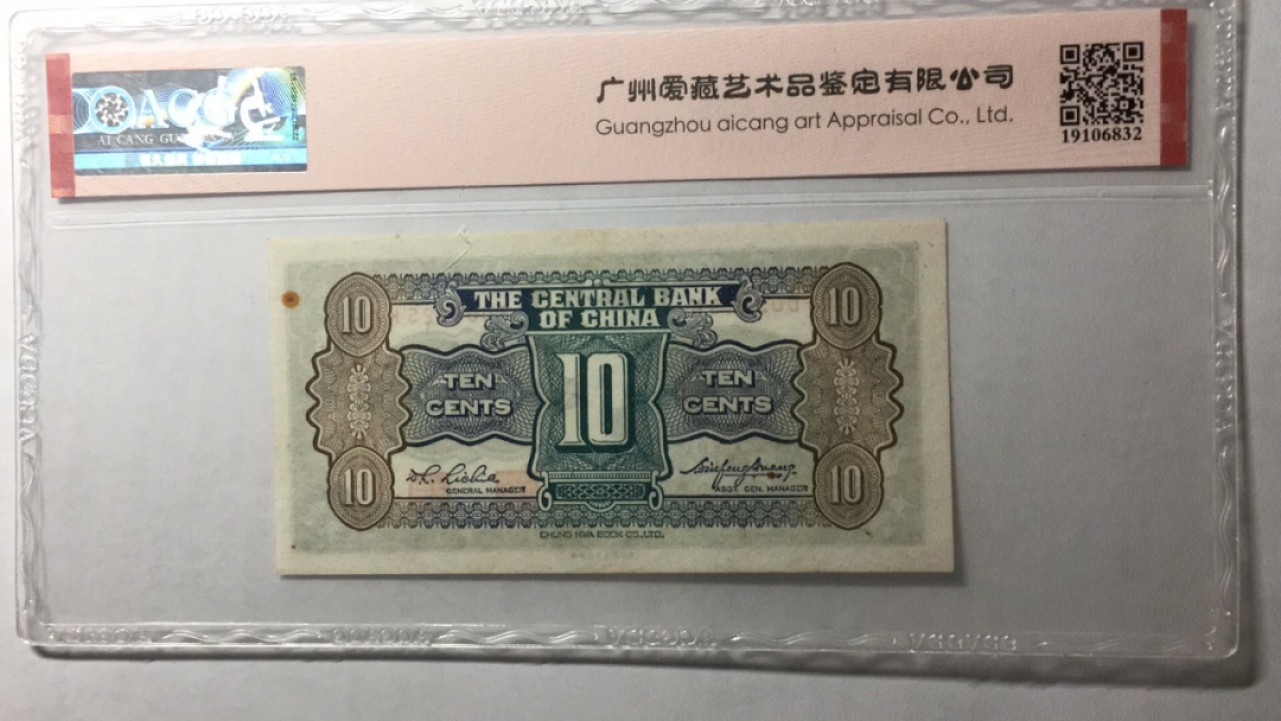 广州爱藏艺术品鉴定有限公司
Guangzhou aicang art Appraisal Co., Ltd.
19106832
AI CANG
10
10
THE CENTRAL BANK
OF CHINA
10
TEN
CENTS
TEN
CENTS
10
10
GENERAL MANAGER
ASST. GEN. MANAGER
CHUNG HWA BOOK CO., LTD.